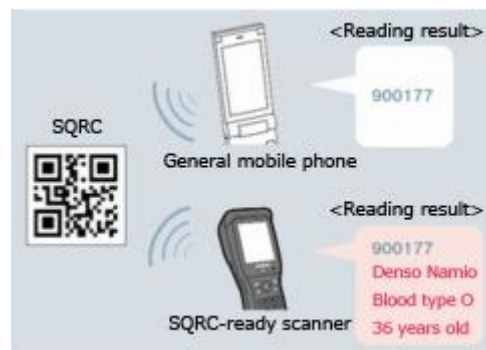 <Reading result>
900177
SQRC
General mobile phone
<Reading result>
900177
Denso Namio
Blood type O
36 years old
SQRC-ready scanner